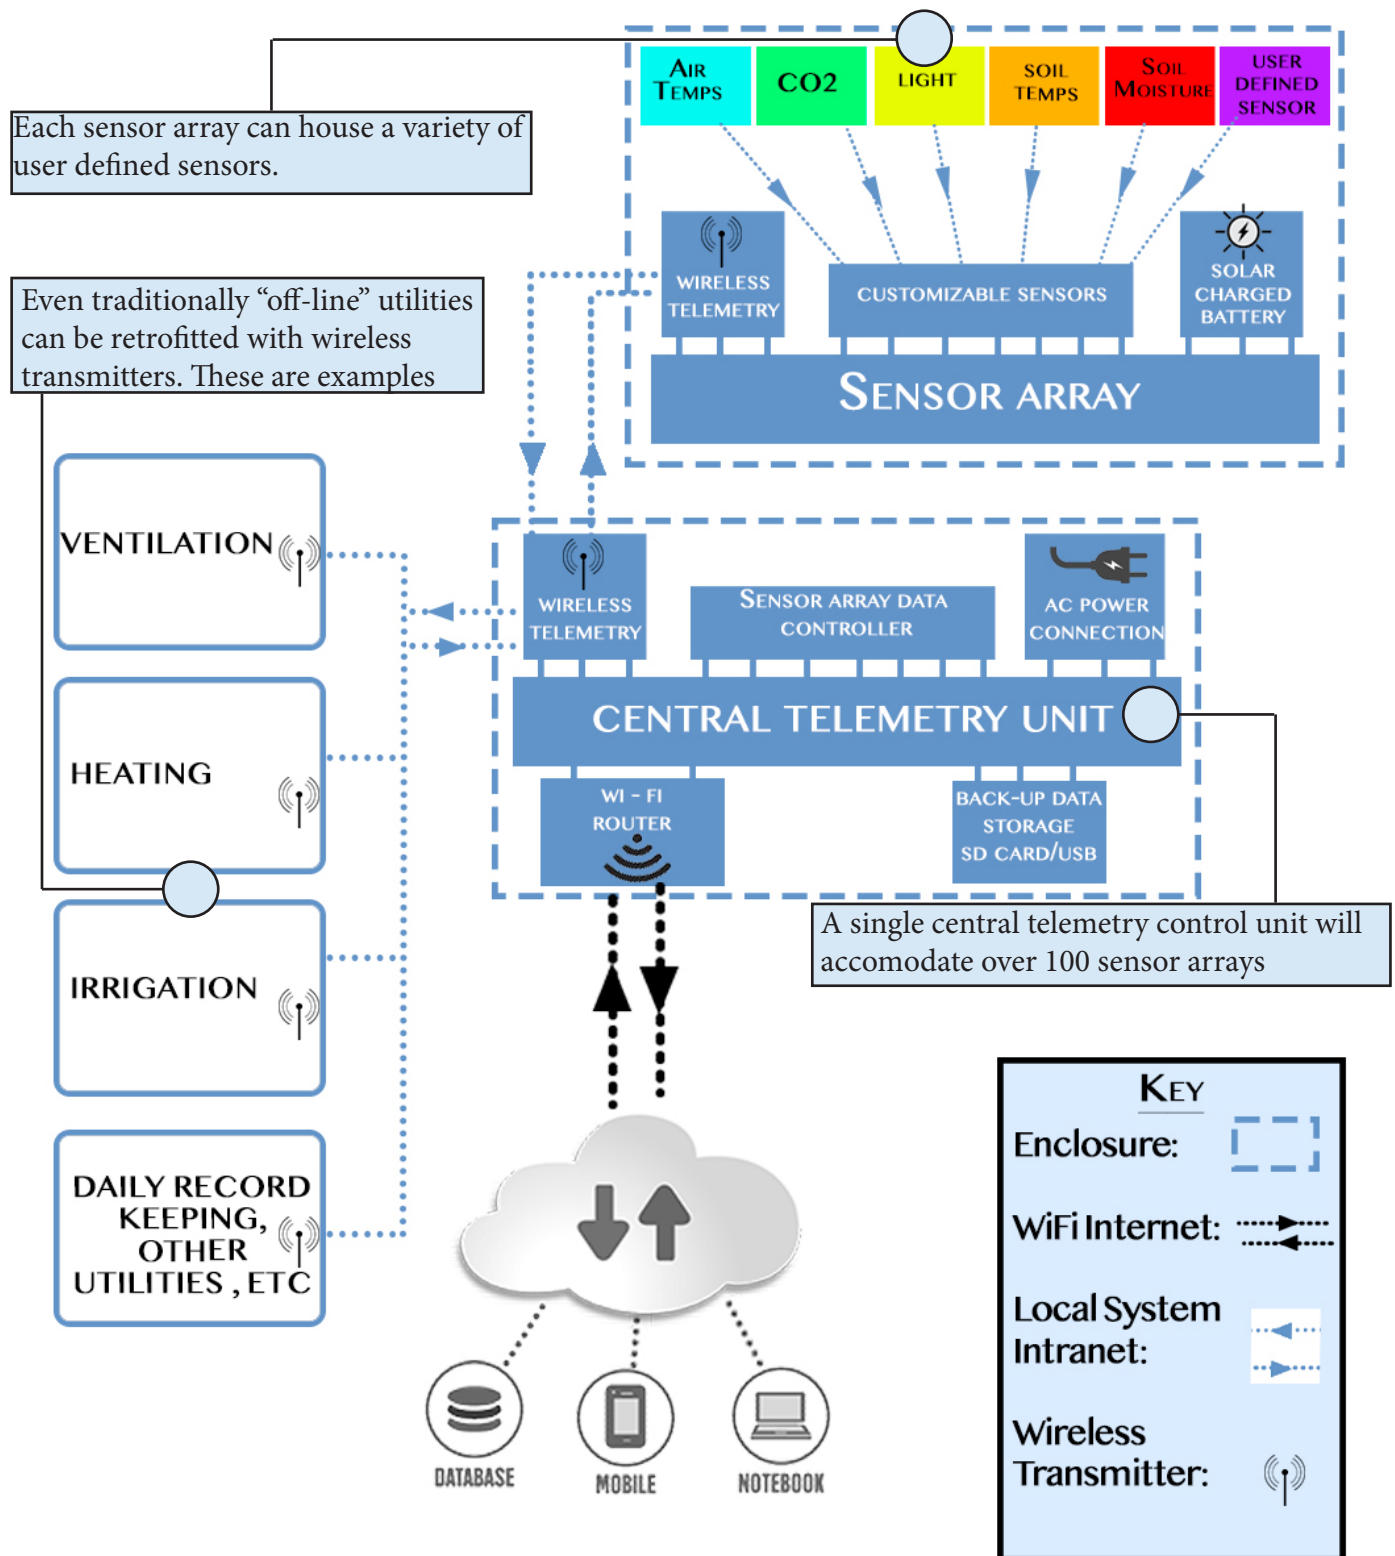 Each sensor array can house a variety of
user defined sensors.
AIR
TEMPS
CO2
LIGHT
SOIL
TEMPS
SOIL
MOISTURE
USER
DEFINED
SENSOR
WIRELESS
TELEMETRY
CUSTOMIZABLE SENSORS
SOLAR
CHARGED
BATTERY
SENSOR ARRAY
Even traditionally “off-line” utilities
can be retrofitted with wireless
transmitters. These are examples
VENTILATION
HEATING
IRRIGATION
DAILY RECORD
KEEPING,
OTHER
UTILITIES , ETC
WIRELESS
TELEMETRY
SENSOR ARRAY DATA
CONTROLLER
AC POWER
CONNECTION
CENTRAL TELEMETRY UNIT
WI - FI
ROUTER
BACK-UP DATA
STORAGE
SD CARD/USB
A single central telemetry control unit will
accomodate over 100 sensor arrays
DATABASE
MOBILE
NOTEBOOK
KEY
Enclosure:
WiFi Internet:
Local System
Intranet:
Wireless
Transmitter: